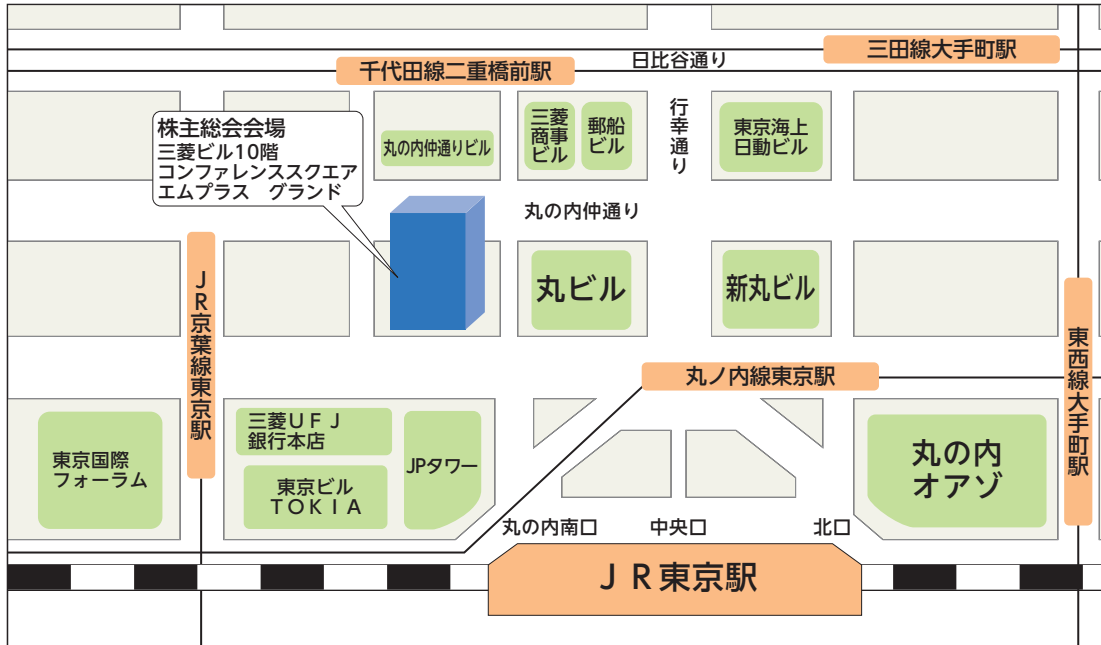 三田線大手町駅
日比谷通り
千代田線二重橋前駅
株主総会会場
三菱ビル10階
コンファレンススクエア
エムプラス　グランド
丸の内仲通りビル
三菱
商事
ビル
郵船
ビル
行幸通り
東京海上
日動ビル
丸の内仲通り
丸ビル
新丸ビル
JR京葉線東京駅
東西線大手町駅
丸ノ内線東京駅
東京国際
フォーラム
三菱ＵＦＪ
銀行本店
東京ビル
ＴＯＫＩＡ
JPタワー
丸の内
オアゾ
丸の内南口
中央口
北口
ＪＲ東京駅